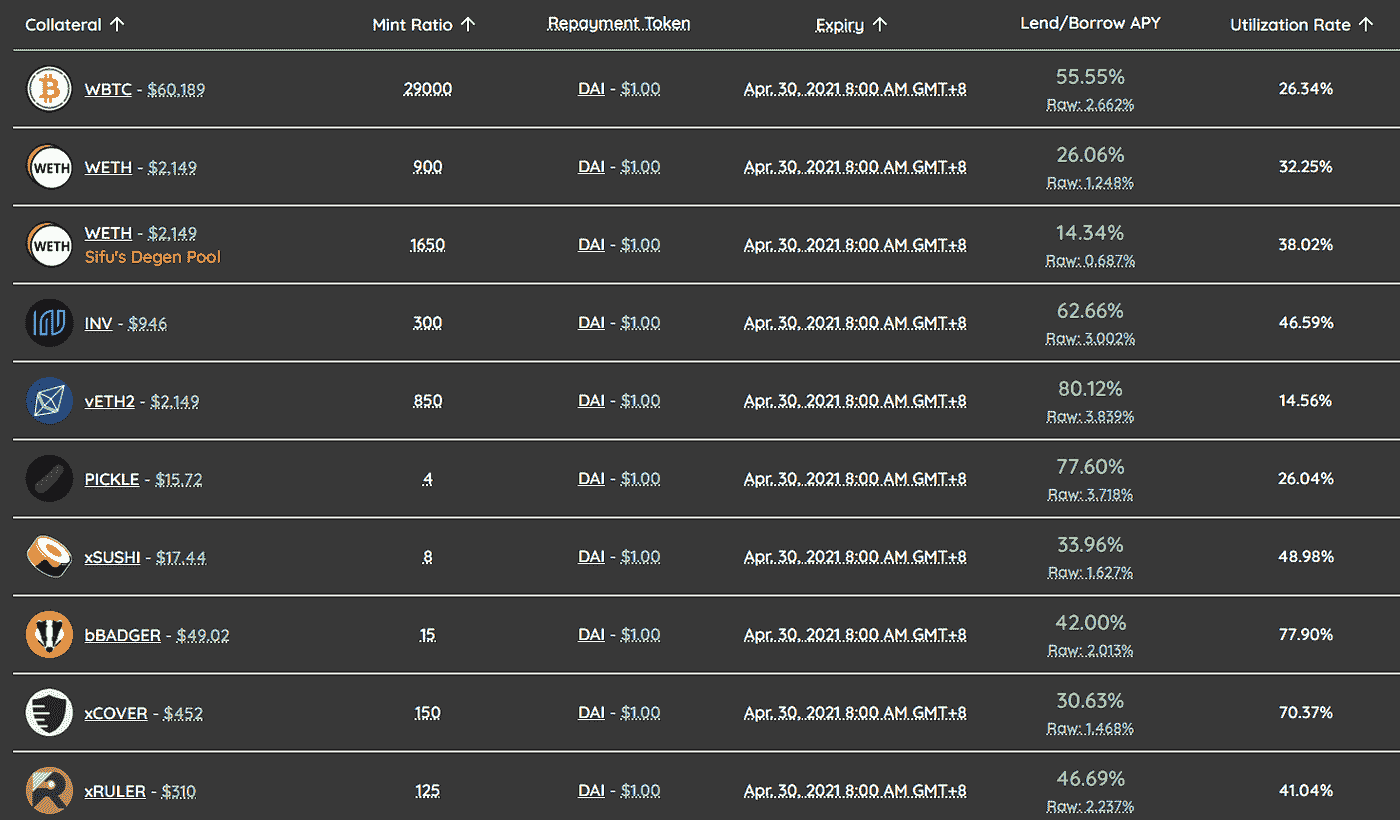 Collateral ↑ Mint Ratio ↑ Repayment Token Expiry ↑ Lend/Borrow APY Utilization Rate ↑
WBTC - $60,189 29000 DAI - $1.00 Apr. 30, 2021 8:00 AM GMT+8 55.55% 26.34%
Raw: 2.662%
WETH WETH - $2,149 900 DAI - $1.00 Apr. 30, 2021 8:00 AM GMT+8 26.06% 32.25%
Raw: 1.248%
WETH WETH - $2,149 1650 DAI - $1.00 Apr. 30, 2021 8:00 AM GMT+8 14.34% 38.02%
Sifu's Degen Pool Raw: 0.687%
INV - $946 300 DAI - $1.00 Apr. 30, 2021 8:00 AM GMT+8 62.66% 46.59%
Raw: 3.002%
vETH2 - $2,149 850 DAI - $1.00 Apr. 30, 2021 8:00 AM GMT+8 80.12% 14.56%
Raw: 3.839%
PICKLE - $15.72 4 DAI - $1.00 Apr. 30, 2021 8:00 AM GMT+8 77.60% 26.04%
Raw: 3.718%
xSUSHI - $17.44 8 DAI - $1.00 Apr. 30, 2021 8:00 AM GMT+8 33.96% 48.98%
Raw: 1.627%
bBADGER - $49.02 15 DAI - $1.00 Apr. 30, 2021 8:00 AM GMT+8 42.00% 77.90%
Raw: 2.013%
xCOVER - $452 150 DAI - $1.00 Apr. 30, 2021 8:00 AM GMT+8 30.63% 70.37%
Raw: 1.468%
xRULER - $310 125 DAI - $1.00 Apr. 30, 2021 8:00 AM GMT+8 46.69% 41.04%
Raw: 2.237%